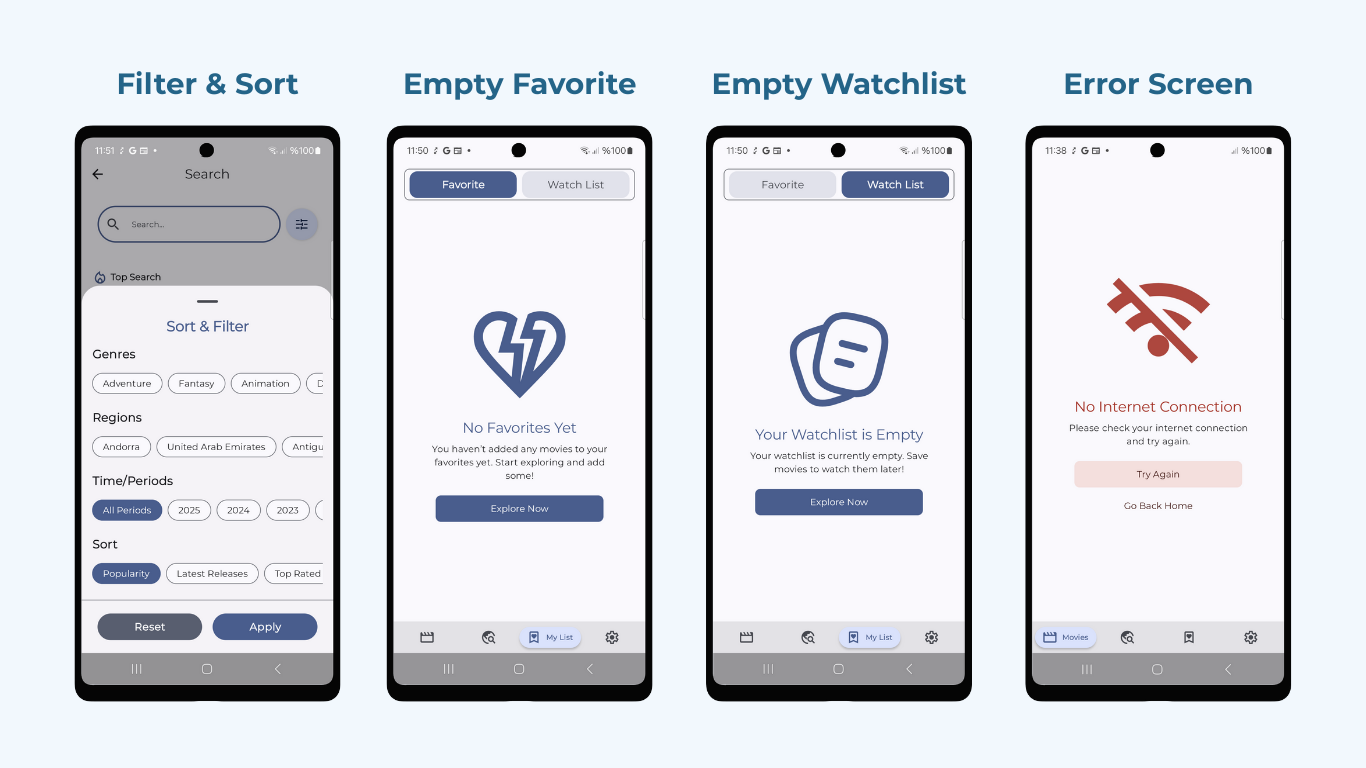 Filter & Sort
11:51 G %100
Search
Search...
Top Search
Sort & Filter
Genres
Adventure Fantasy Animation D
Regions
Andorra United Arab Emirates Antigu
Time/Periods
All Periods 2025 2024 2023
Sort
Popularity Latest Releases Top Rated
Reset Apply
Empty Favorite
11:50 G %100
Favorite Watch List
No Favorites Yet
You haven't added any movies to your
favorites yet. Start exploring and add
some!
Explore Now
My List
Empty Watchlist
11:50 G %100
Favorite Watch List
Your Watchlist is Empty
Your watchlist is currently empty. Save
movies to watch them later!
Explore Now
My List
Error Screen
11:38 G %100
No Internet Connection
Please check your internet connection
and try again.
Try Again
Go Back Home
Movies